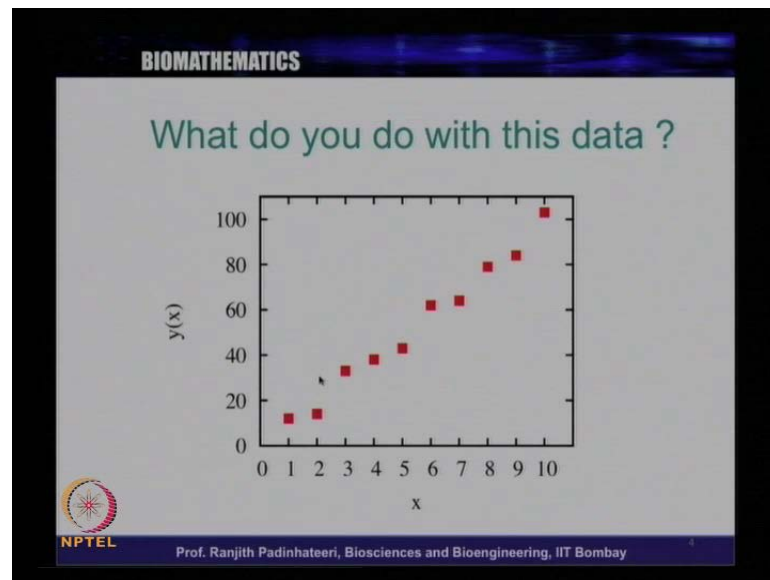 BIOMATHEMATICS
What do you do with this data ?
100
80
60
40
20
0
y(x)
0 1 2 3 4 5 6 7 8 9 10
x
NPTEL
Prof. Ranjith Padinhateeri, Biosciences and Bioengineering, IIT Bombay
4